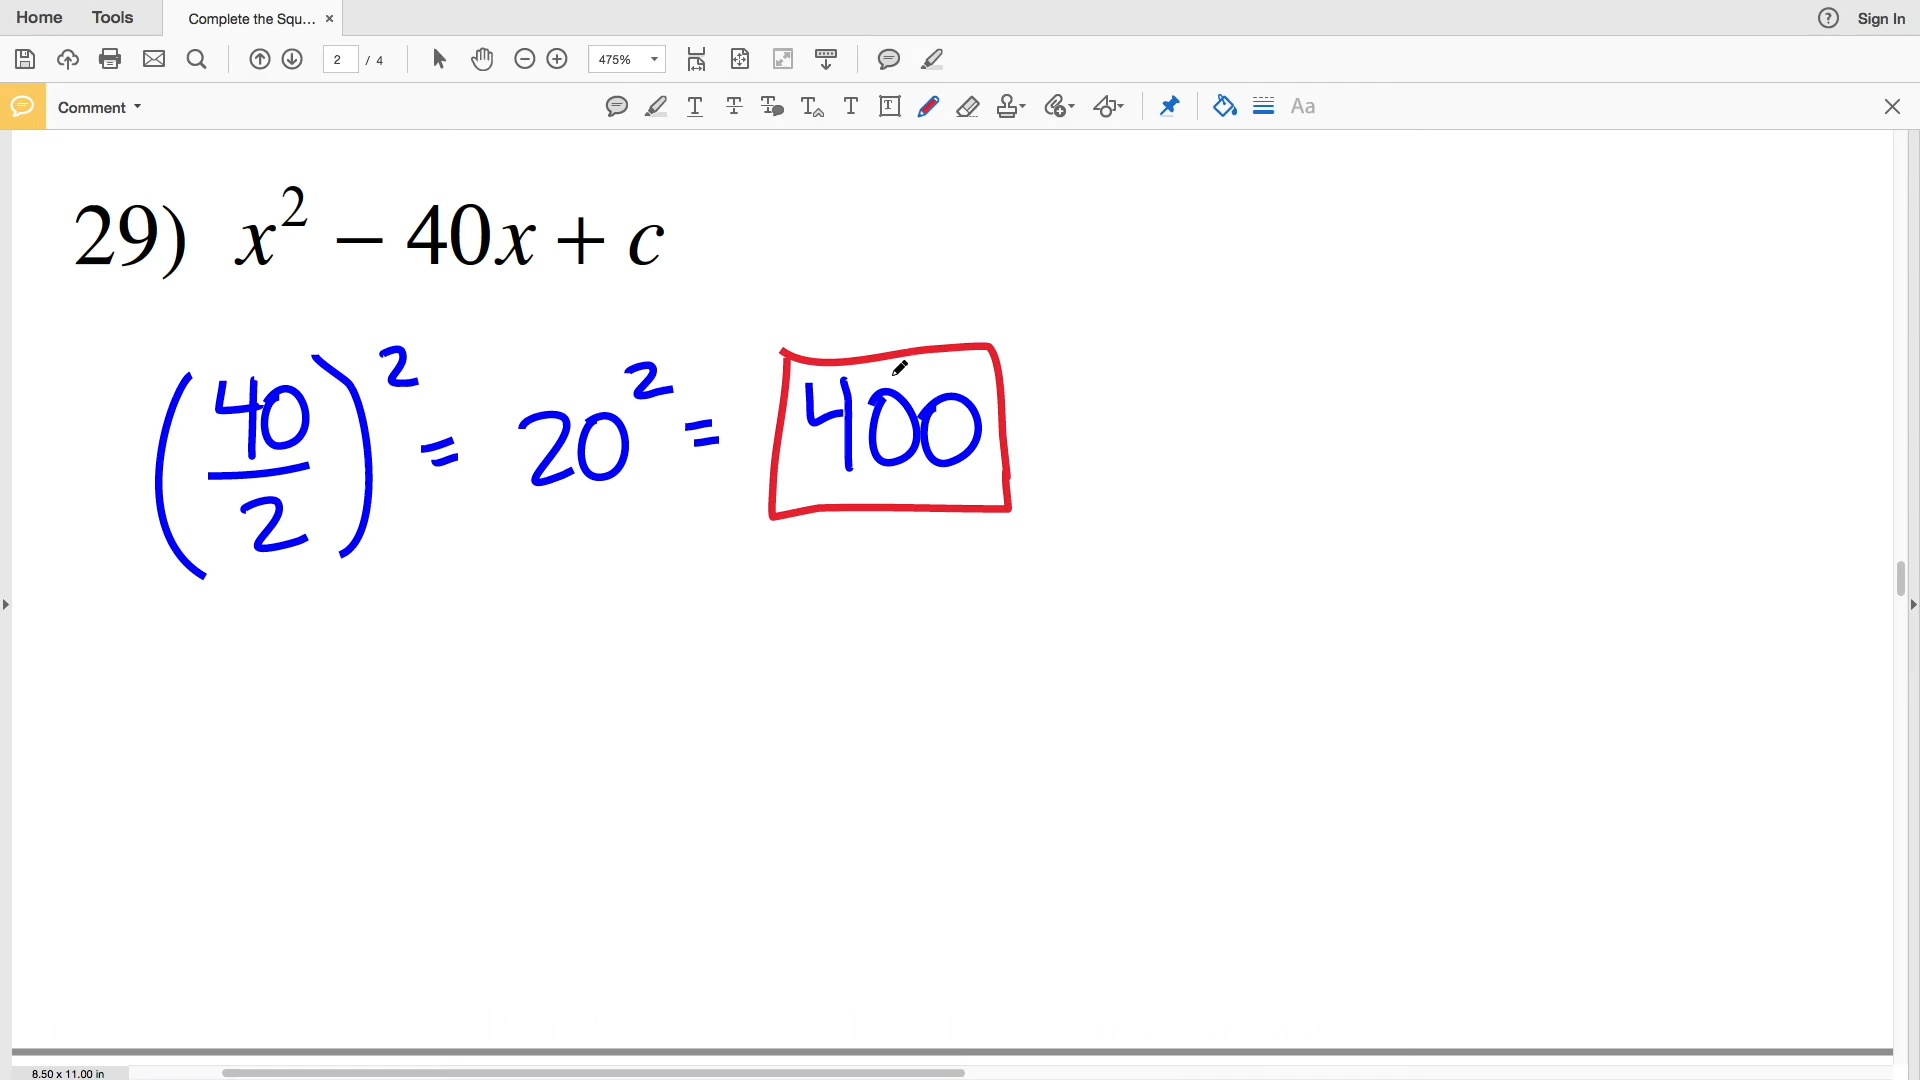 Home Tools Complete the Squ... × ? Sign In
2 / 4 475%
Comment T T T T T T Aa
29) x² − 40x + c
(40/2)² = 20² = 400
8.50 x 11.00 in